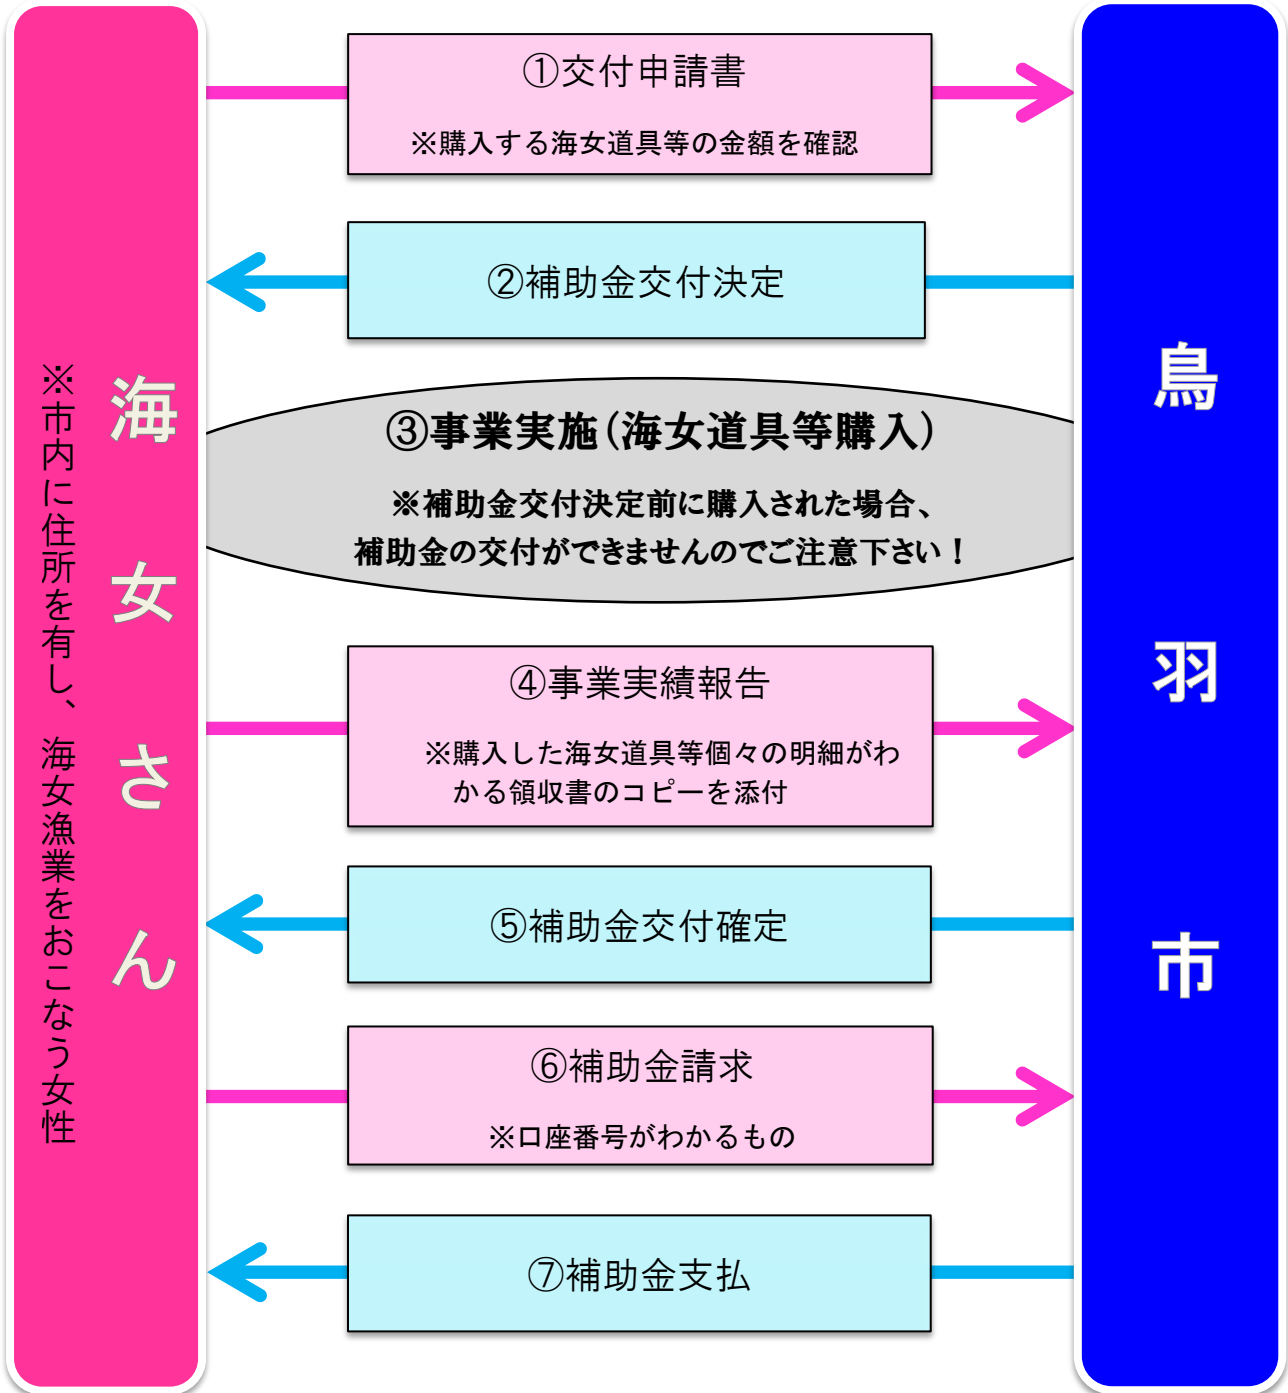 海女さん
※市内に住所を有し、海女漁業をおこなう女性
①交付申請書
※購入する海女道具等の金額を確認
②補助金交付決定
③事業実施(海女道具等購入)
※補助金交付決定前に購入された場合、
補助金の交付ができませんのでご注意下さい！
④事業実績報告
※購入した海女道具等個々の明細がわ
かる領収書のコピーを添付
⑤補助金交付確定
⑥補助金請求
※口座番号がわかるもの
⑦補助金支払
鳥羽市